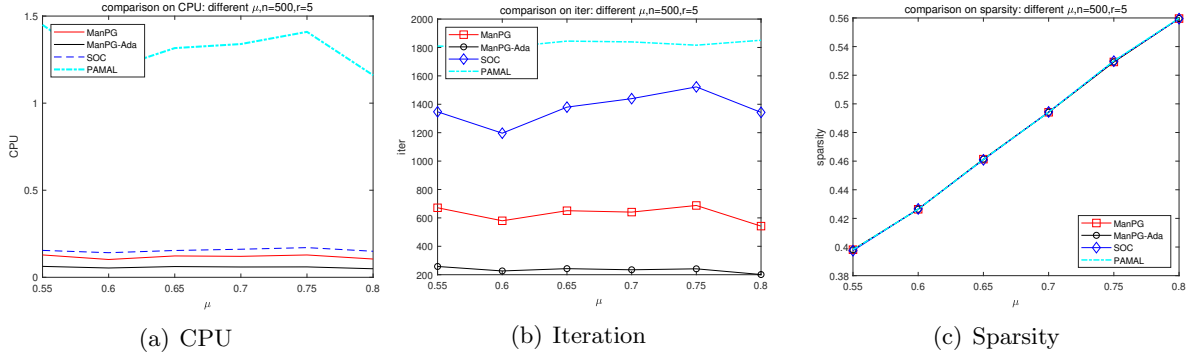 comparison on CPU: different μ,n=500,r=5
1.5
1
0.5
0
CPU
0.55
0.6
0.65
0.7
0.75
0.8
μ
ManPG
ManPG-Ada
SOC
PAMAL
(a) CPU
comparison on iter: different μ,n=500,r=5
2000
1800
1600
1400
1200
1000
800
600
400
200
iter
0.55
0.6
0.65
0.7
0.75
0.8
μ
ManPG
ManPG-Ada
SOC
PAMAL
(b) Iteration
comparison on sparsity: different μ,n=500,r=5
0.56
0.54
0.52
0.5
0.48
0.46
0.44
0.42
0.4
0.38
sparsity
0.55
0.6
0.65
0.7
0.75
0.8
μ
ManPG
ManPG-Ada
SOC
PAMAL
(c) Sparsity